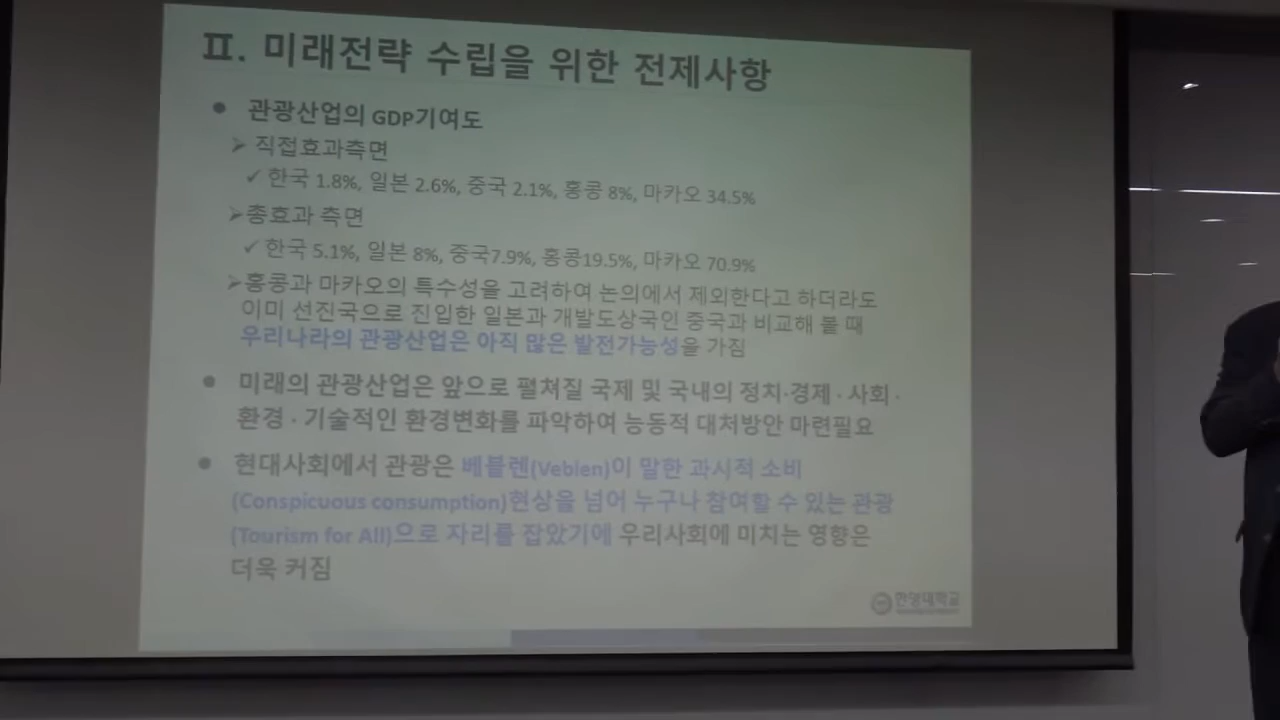 Ⅱ. 미래전략 수립을 위한 전제사항
● 관광산업의 GDP기여도
➢ 직접효과측면
✓ 한국 1.8%, 일본 2.6%, 중국 2.1%, 홍콩 8%, 마카오 34.5%
➢총효과 측면
✓ 한국 5.1%, 일본 8%, 중국7.9%, 홍콩19.5%, 마카오 70.9%
➢홍콩과 마카오의 특수성을 고려하여 논의에서 제외한다고 하더라도
이미 선진국으로 진입한 일본과 개발도상국인 중국과 비교해 볼 때
우리나라의 관광산업은 아직 많은 발전가능성을 가짐
● 미래의 관광산업은 앞으로 펼쳐질 국제 및 국내의 정치·경제 · 사회 ·
환경 · 기술적인 환경변화를 파악하여 능동적 대처방안 마련필요
● 현대사회에서 관광은 베블렌(Veblen)이 말한 과시적 소비
(Conspicuous consumption)현상을 넘어 누구나 참여할 수 있는 관광
(Tourism for All)으로 자리를 잡았기에 우리사회에 미치는 영향은
더욱 커짐
한양대학교